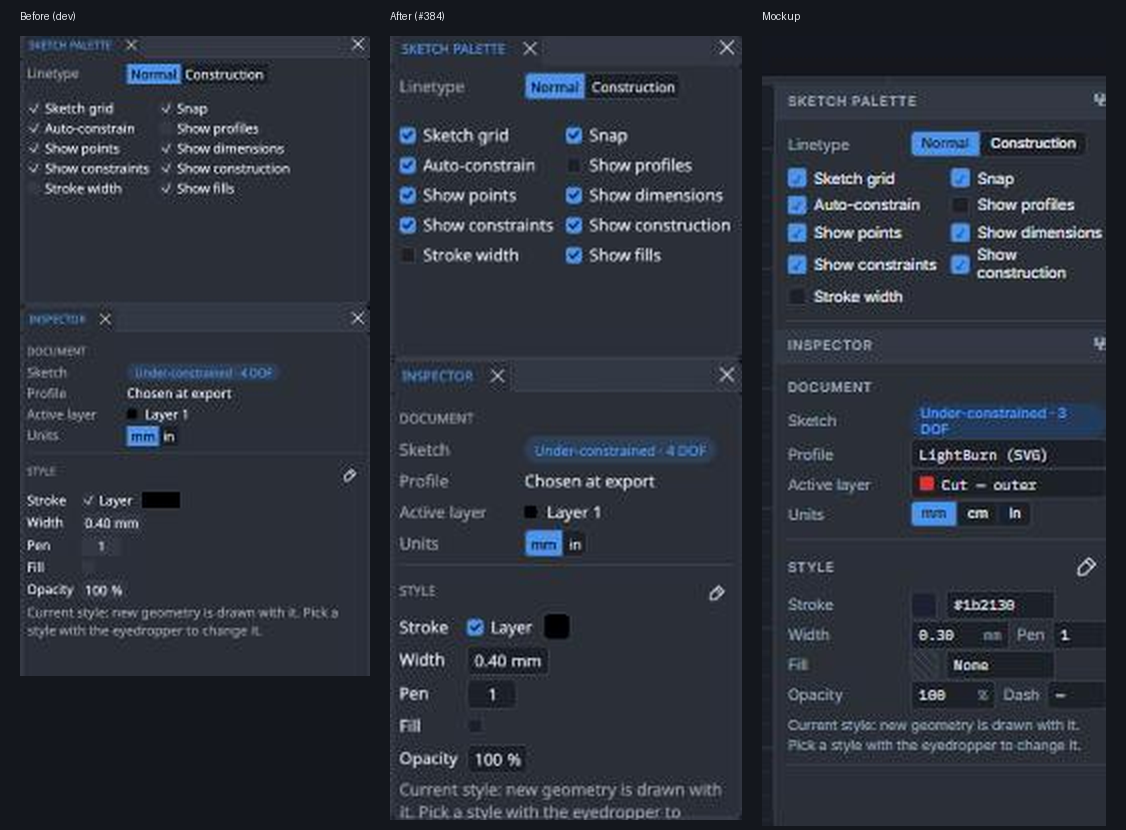 Before (dev)
SKETCH PALETTE
Linetype Normal Construction
Sketch grid Snap
Auto-constrain Show profiles
Show points Show dimensions
Show constraints Show construction
Stroke width Show fills
INSPECTOR
DOCUMENT
Sketch Under-constrained · 4 DOF
Profile Chosen at export
Active layer Layer 1
Units mm in
STYLE
Stroke Layer
Width 0.40 mm
Pen 1
Fill
Opacity 100 %
Current style: new geometry is drawn with it. Pick a
style with the eyedropper to change it.
After (#384)
SKETCH PALETTE
Linetype Normal Construction
Sketch grid Snap
Auto-constrain Show profiles
Show points Show dimensions
Show constraints Show construction
Stroke width Show fills
INSPECTOR
DOCUMENT
Sketch Under-constrained · 4 DOF
Profile Chosen at export
Active layer Layer 1
Units mm in
STYLE
Stroke Layer
Width 0.40 mm
Pen 1
Fill
Opacity 100 %
Current style: new geometry is drawn with
it. Pick a style with the eyedropper to
Mockup
SKETCH PALETTE
Linetype Normal Construction
Sketch grid Snap
Auto-constrain Show profiles
Show points Show dimensions
Show constraints Show
construction
Stroke width
INSPECTOR
DOCUMENT
Sketch Under-constrained · 3
DOF
Profile LightBurn (SVG)
Active layer Cut — outer
Units mm cm in
STYLE
Stroke #1b2130
Width 0.30 mm Pen 1
Fill None
Opacity 100 % Dash —
Current style: new geometry is drawn with it.
Pick a style with the eyedropper to change it.